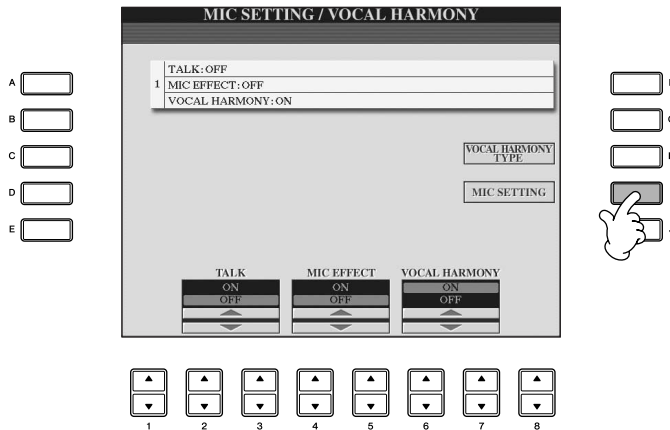 MIC SETTING / VOCAL HARMONY
TALK:OFF
1 MIC EFFECT:OFF
VOCAL HARMONY:ON
A
B
C
D
E
VOCAL HARMONY
TYPE
MIC SETTING
TALK MIC EFFECT VOCAL HARMONY
ON ON ON
OFF OFF OFF
1 2 3 4 5 6 7 8